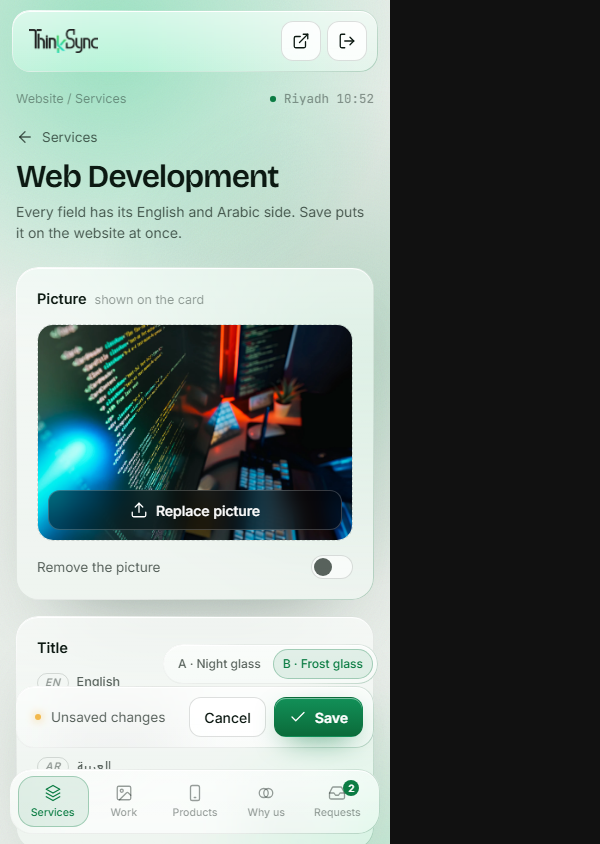 ThinkSync
Website / Services
Riyadh 10:52
Services
Web Development
Every field has its English and Arabic side. Save puts
it on the website at once.
Picture shown on the card
Replace picture
Remove the picture
Title
A · Night glass
B · Frost glass
EN English
Unsaved changes
Cancel
Save
AR العربية
Services
Work
Products
Why us
2
Requests